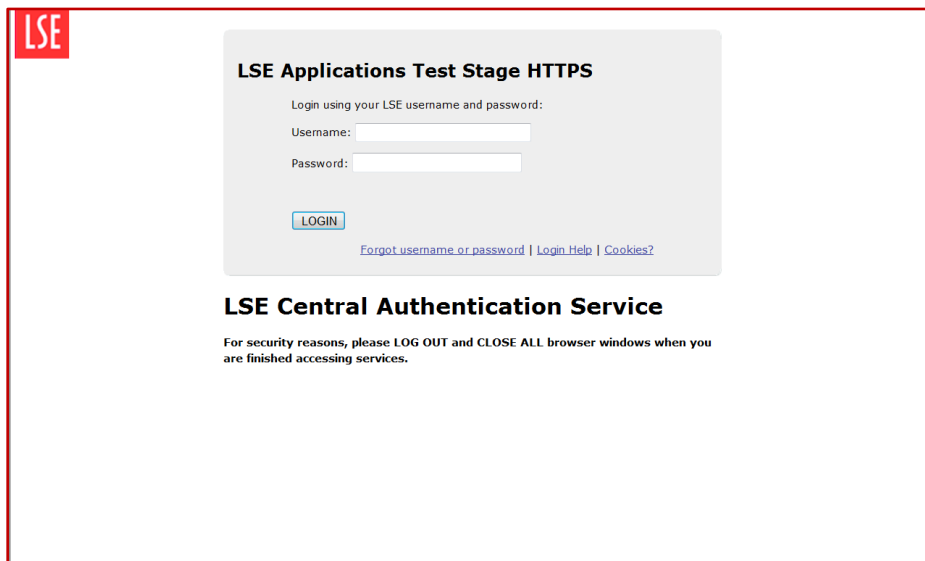 LSE
LSE Applications Test Stage HTTPS
Login using your LSE username and password:
Username:
Password:
LOGIN
Forgot username or password | Login Help | Cookies?
LSE Central Authentication Service
For security reasons, please LOG OUT and CLOSE ALL browser windows when you
are finished accessing services.